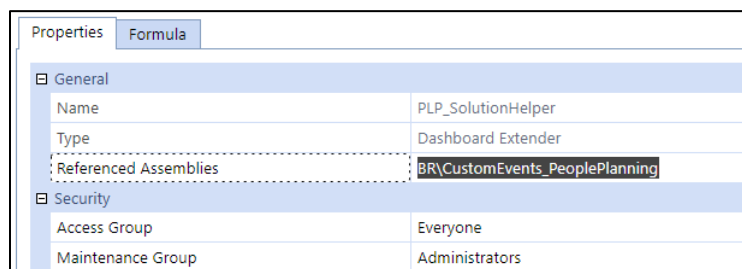 Properties Formula
General
Name PLP_SolutionHelper
Type Dashboard Extender
Referenced Assemblies BR\CustomEvents_PeoplePlanning
Security
Access Group Everyone
Maintenance Group Administrators